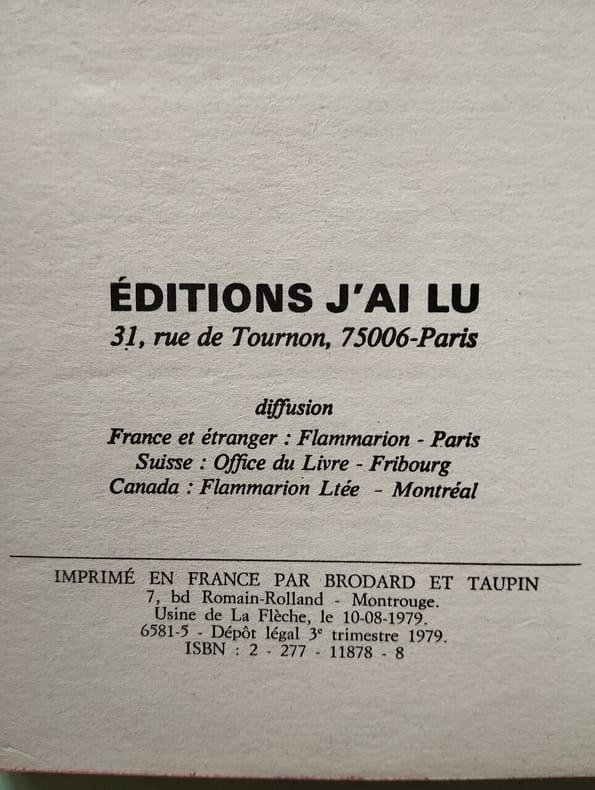 ÉDITIONS J'AI LU
31, rue de Tournon, 75006-Paris
diffusion
France et étranger : Flammarion - Paris
Suisse : Office du Livre - Fribourg
Canada : Flammarion Ltée - Montréal
IMPRIMÉ EN FRANCE PAR BRODARD ET TAUPIN
7, bd Romain-Rolland - Montrouge.
Usine de La Flèche, le 10-08-1979.
6581-5 - Dépôt légal 3e trimestre 1979.
ISBN : 2 - 277 - 11878 - 8